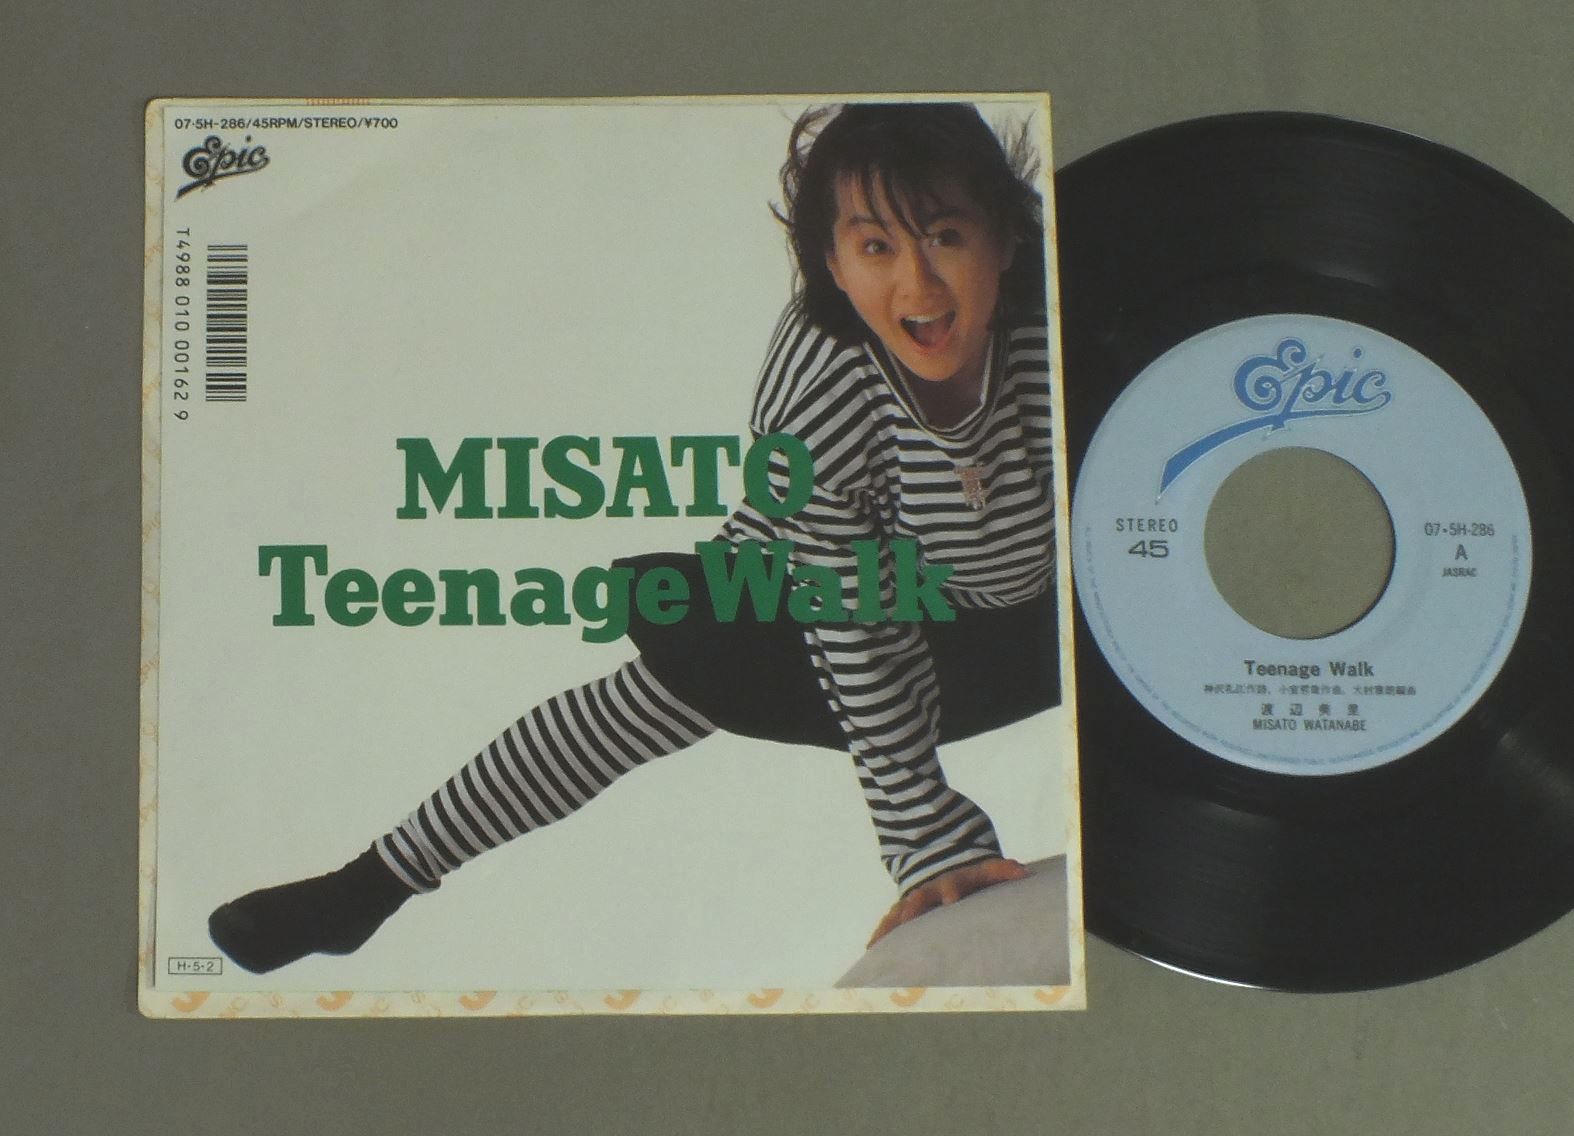 07・5H-286/45RPM/STEREO/¥700
Epic
T4988 010 00162 9
MISATO
Teenage Walk
H-5-2
Epic
STEREO
45
07・5H-286
A
JASRAC
Teenage Walk
渡辺美里
MISATO WATANABE